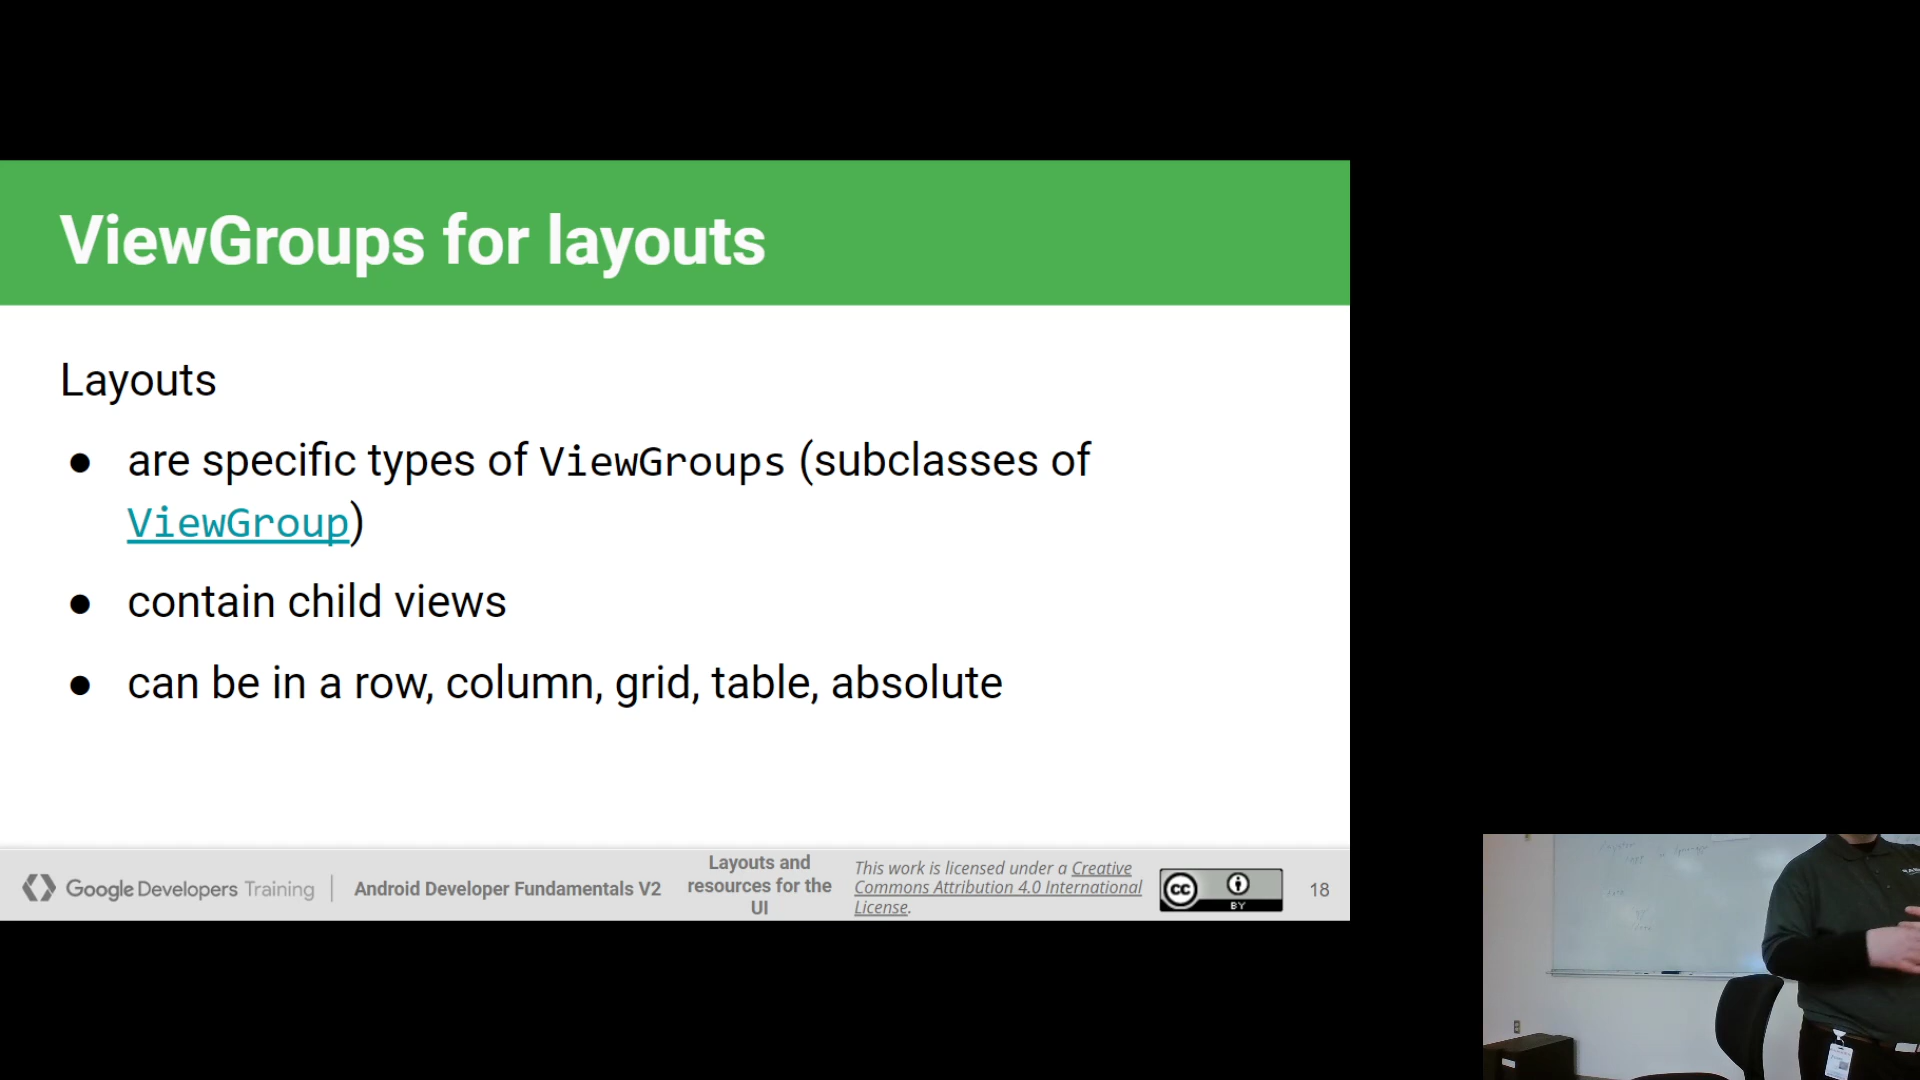 ViewGroups for layouts
Layouts
● are specific types of ViewGroups (subclasses of
ViewGroup)
● contain child views
● can be in a row, column, grid, table, absolute
Google Developers Training
Android Developer Fundamentals V2
Layouts and
resources for the
UI
This work is licensed under a Creative
Commons Attribution 4.0 International
License.
cc
BY
18